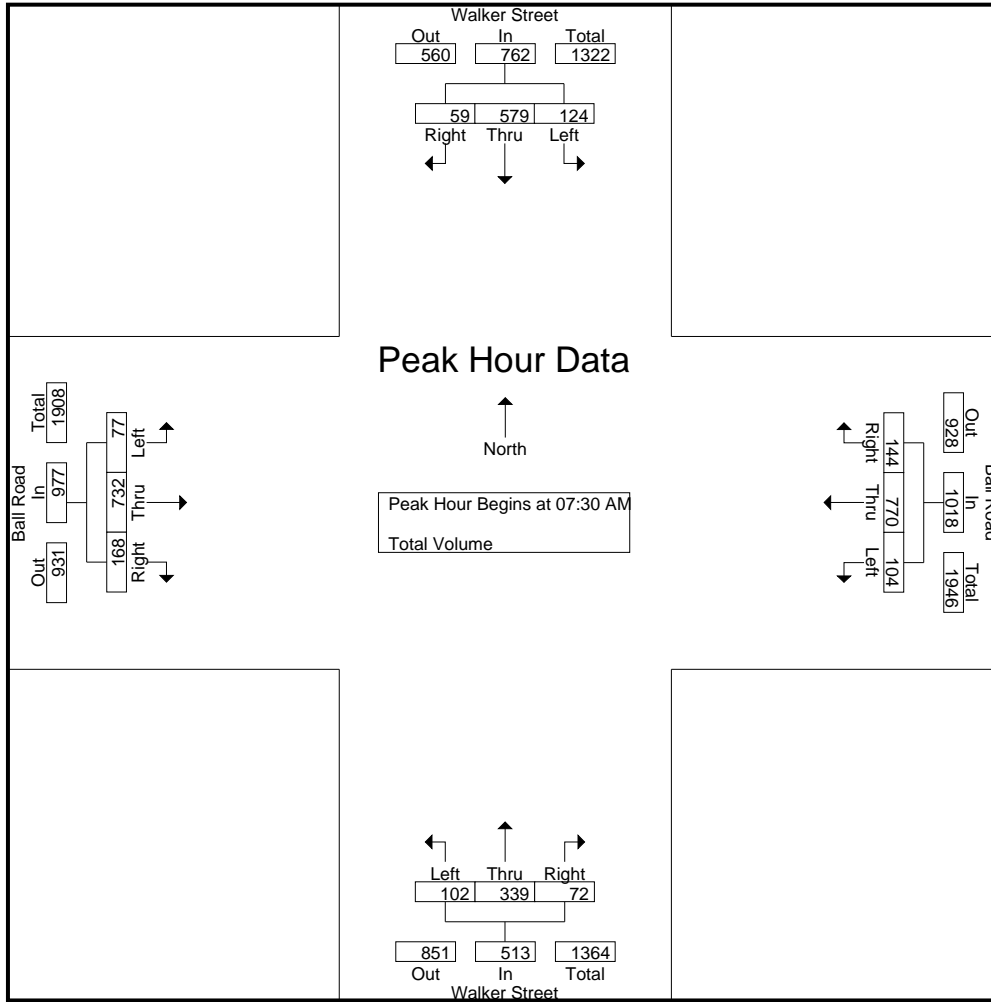 Walker Street
Out In Total
560 762 1322
59 579 124
Right Thru Left
Peak Hour Data
North
Peak Hour Begins at 07:30 AM
Total Volume
Ball Road
Out In Total
931 977 1908
77 732 168
Left Thru Right
Ball Road
Out In Total
928 1018 1946
144 770 104
Right Thru Left
Left Thru Right
102 339 72
851 513 1364
Out In Total
Walker Street